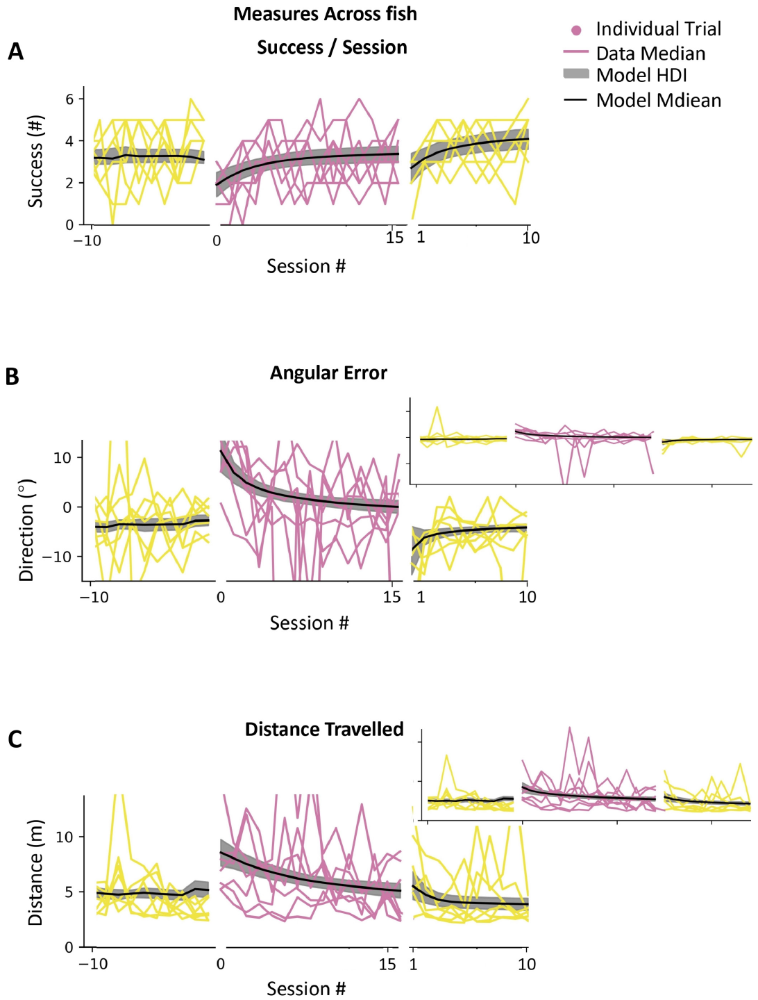 Measures Across fish
A
Success / Session
Individual Trial
Data Median
Model HDI
Model Mdiean
Success (#)
6
4
2
0
−10
0
15
1
10
Session #
B
Angular Error
Direction (°)
10
0
−10
−10
0
15
1
10
Session #
C
Distance Travelled
Distance (m)
10
5
0
−10
0
15
1
10
Session #